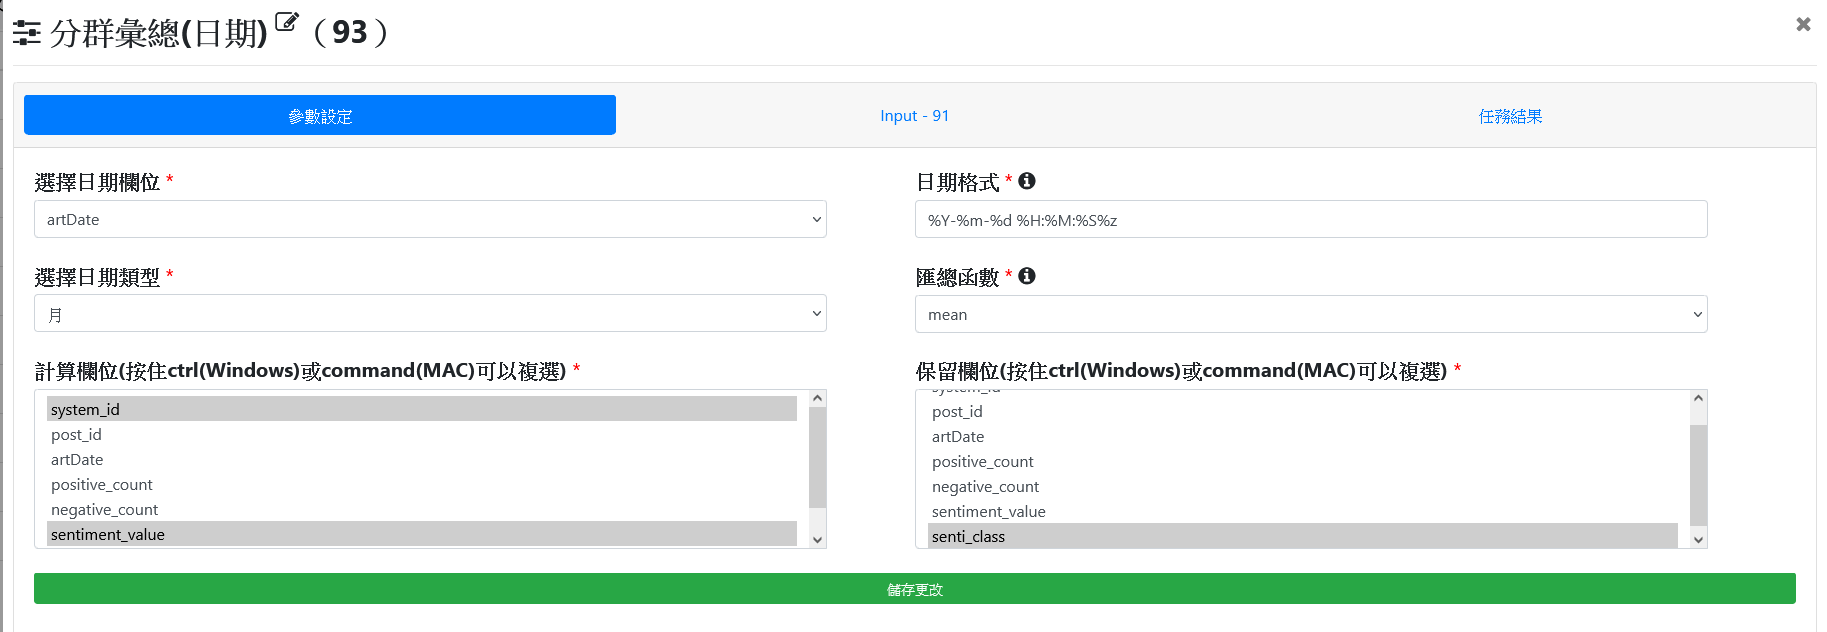 分群彙總(日期)（93）
參數設定
Input - 91
任務結果
選擇日期欄位 *
日期格式 *
artDate
%Y-%m-%d %H:%M:%S%z
選擇日期類型 *
匯總函數 *
月
mean
計算欄位(按住ctrl(Windows)或command(MAC)可以複選) *
保留欄位(按住ctrl(Windows)或command(MAC)可以複選) *
system_id
post_id
artDate
positive_count
negative_count
sentiment_value
system_id
post_id
artDate
positive_count
negative_count
sentiment_value
senti_class
儲存更改